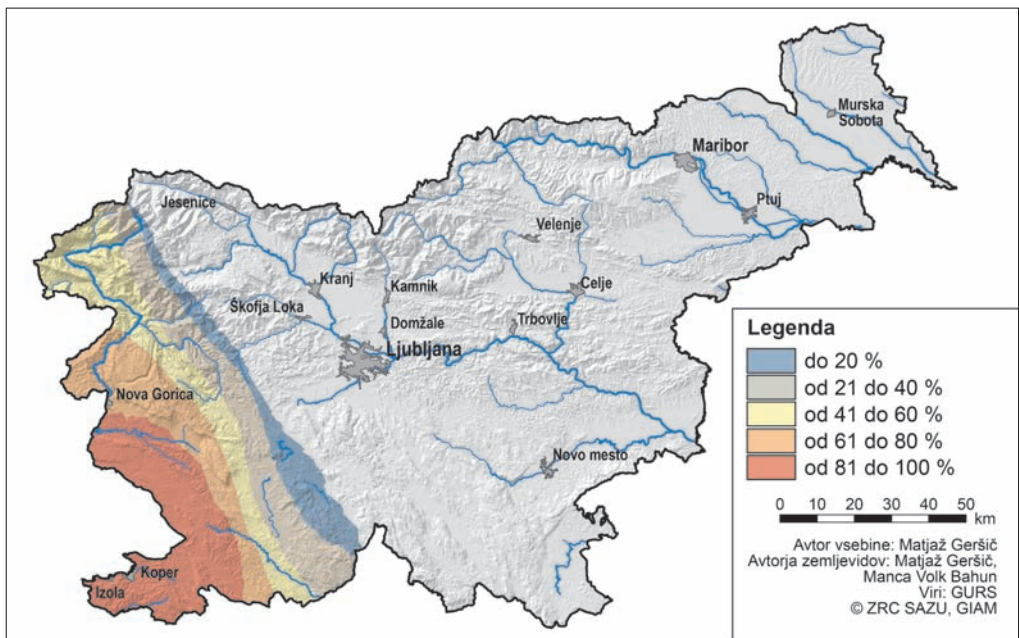 Murska
Sobota
Maribor
Ptuj
Jesenice
Velenje
Kranj
Kamnik
Celje
Škofja Loka
Domžale
Trbovlje
Ljubljana
Nova Gorica
Novo mesto
Koper
Izola
Legenda
do 20 %
od 21 do 40 %
od 41 do 60 %
od 61 do 80 %
od 81 do 100 %
0 10 20 30 40 50
km
Avtor vsebine: Matjaž Geršič
Avtorja zemljevidov: Matjaž Geršič,
Manca Volk Bahun
Viri: GURS
© ZRC SAZU, GIAM